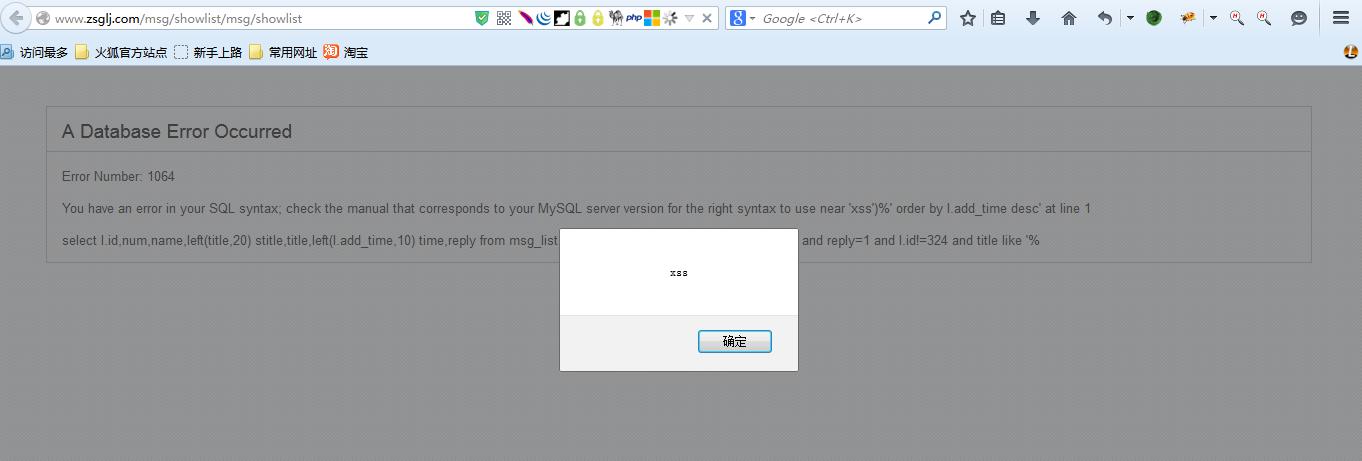 www.zsglj.com/msg/showlist/msg/showlist
php
Google <Ctrl+K>
访问最多 火狐官方站点 新手上路 常用网址 淘 淘宝
A Database Error Occurred
Error Number: 1064
You have an error in your SQL syntax; check the manual that corresponds to your MySQL server version for the right syntax to use near 'xss')%' order by l.add_time desc' at line 1
select l.id,num,name,left(title,20) stitle,title,left(l.add_time,10) time,reply from msg_list and reply=1 and l.id!=324 and title like '%
xss
确定